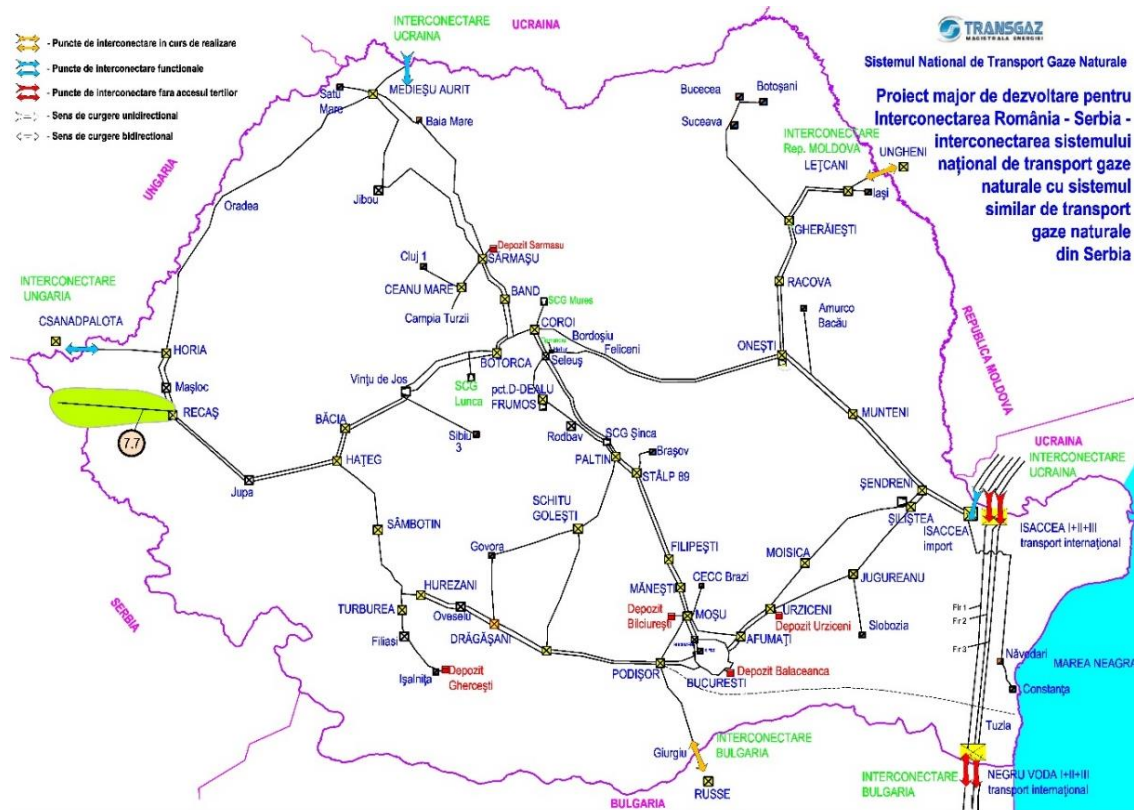 - Puncte de interconectare in curs de realizare
- Puncte de interconectare functionale
- Puncte de interconectare fara accesul tertilor
- Sens de curgere unidirectional
- Sens de curgere bidirectional
TRANSGAZ
MAGISTRALA ENERGIEI
Sistemul National de Transport Gaze Naturale
Proiect major de dezvoltare pentru
Interconectarea România - Serbia -
interconectarea sistemului
național de transport gaze
naturale cu sistemul
similar de transport
gaze naturale
din Serbia
INTERCONECTARE
UCRAINA
UCRAINA
MEDIEŞU AURIT
Satu
Mare
Baia Mare
Jibou
Oradea
UNGARIA
Bucecea
Botoşani
Suceava
INTERCONECTARE
Rep. MOLDOVA
UNGHENI
LEŢCANI
Iaşi
GHERĂIEŞTI
RACOVA
Amurco
Bacău
ONEŞTI
REPUBLICA MOLDOVA
Depozit Sarmasu
SĂRMAŞU
Cluj 1
CEANU MARE
BAND
Campia Turzii
SCG Mures
COROI
Bordoşiu
Feliceni
Seleuş
BOTORCA
SCG
Lunca
pct.D-DEALU
FRUMOS
Rodbav
SCG Şinca
PALTIN
Braşov
STÂLP 89
INTERCONECTARE
UNGARIA
CSANADPALOTA
HORIA
Maşloc
RECAŞ
7.7
Vinţu de Jos
BĂCIA
Sibiu
3
HAŢEG
Jupa
MUNTENI
UCRAINA
INTERCONECTARE
UCRAINA
ŞENDRENI
ŞILIŞTEA
ISACCEA
import
ISACCEA I+II+III
transport internaţional
SCHITU
GOLEŞTI
SÂMBOTIN
Govora
FILIPEŞTI
MOISICA
JUGUREANU
CECC Brazi
MĂNEŞTI
HUREZANI
TURBUREA
Oveselu
DRĂGĂŞANI
Depozit
Bilciureşti
MOŞU
URZICENI
Depozit Urziceni
Slobozia
AFUMAŢI
Filiasi
Işalniţa
Depozit
Gherceşti
PODIŞOR
BUCUREŞTI
Depozit Balaceanca
Fir 1
Fir 2
Fir 3
Năvodari
MAREA NEAGRA
Constanţa
Tuzla
SERBIA
Giurgiu
INTERCONECTARE
BULGARIA
RUSSE
BULGARIA
INTERCONECTARE
BULGARIA
NEGRU VODA I+II+III
transport internaţional